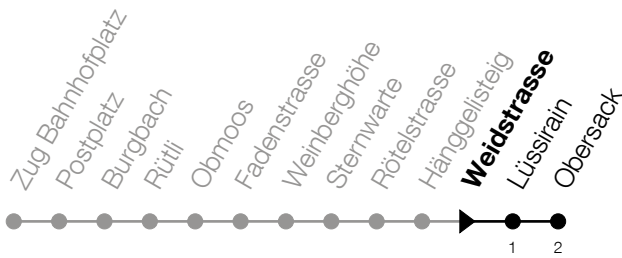 Zug Bahnhofplatz
Postplatz
Burgbach
Rütli
Obmoos
Fadenstrasse
Weinberghöhe
Sternwarte
Rötelstrasse
Hänggelisteig
Weidstrasse
Lüssirain
Obersack
1
2